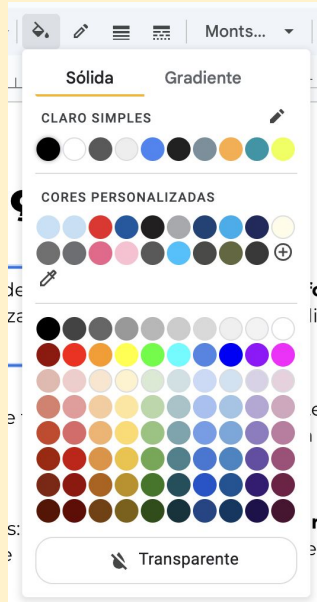 Monts...
Sólida Gradiente
CLARO SIMPLES
CORES PERSONALIZADAS
Transparente